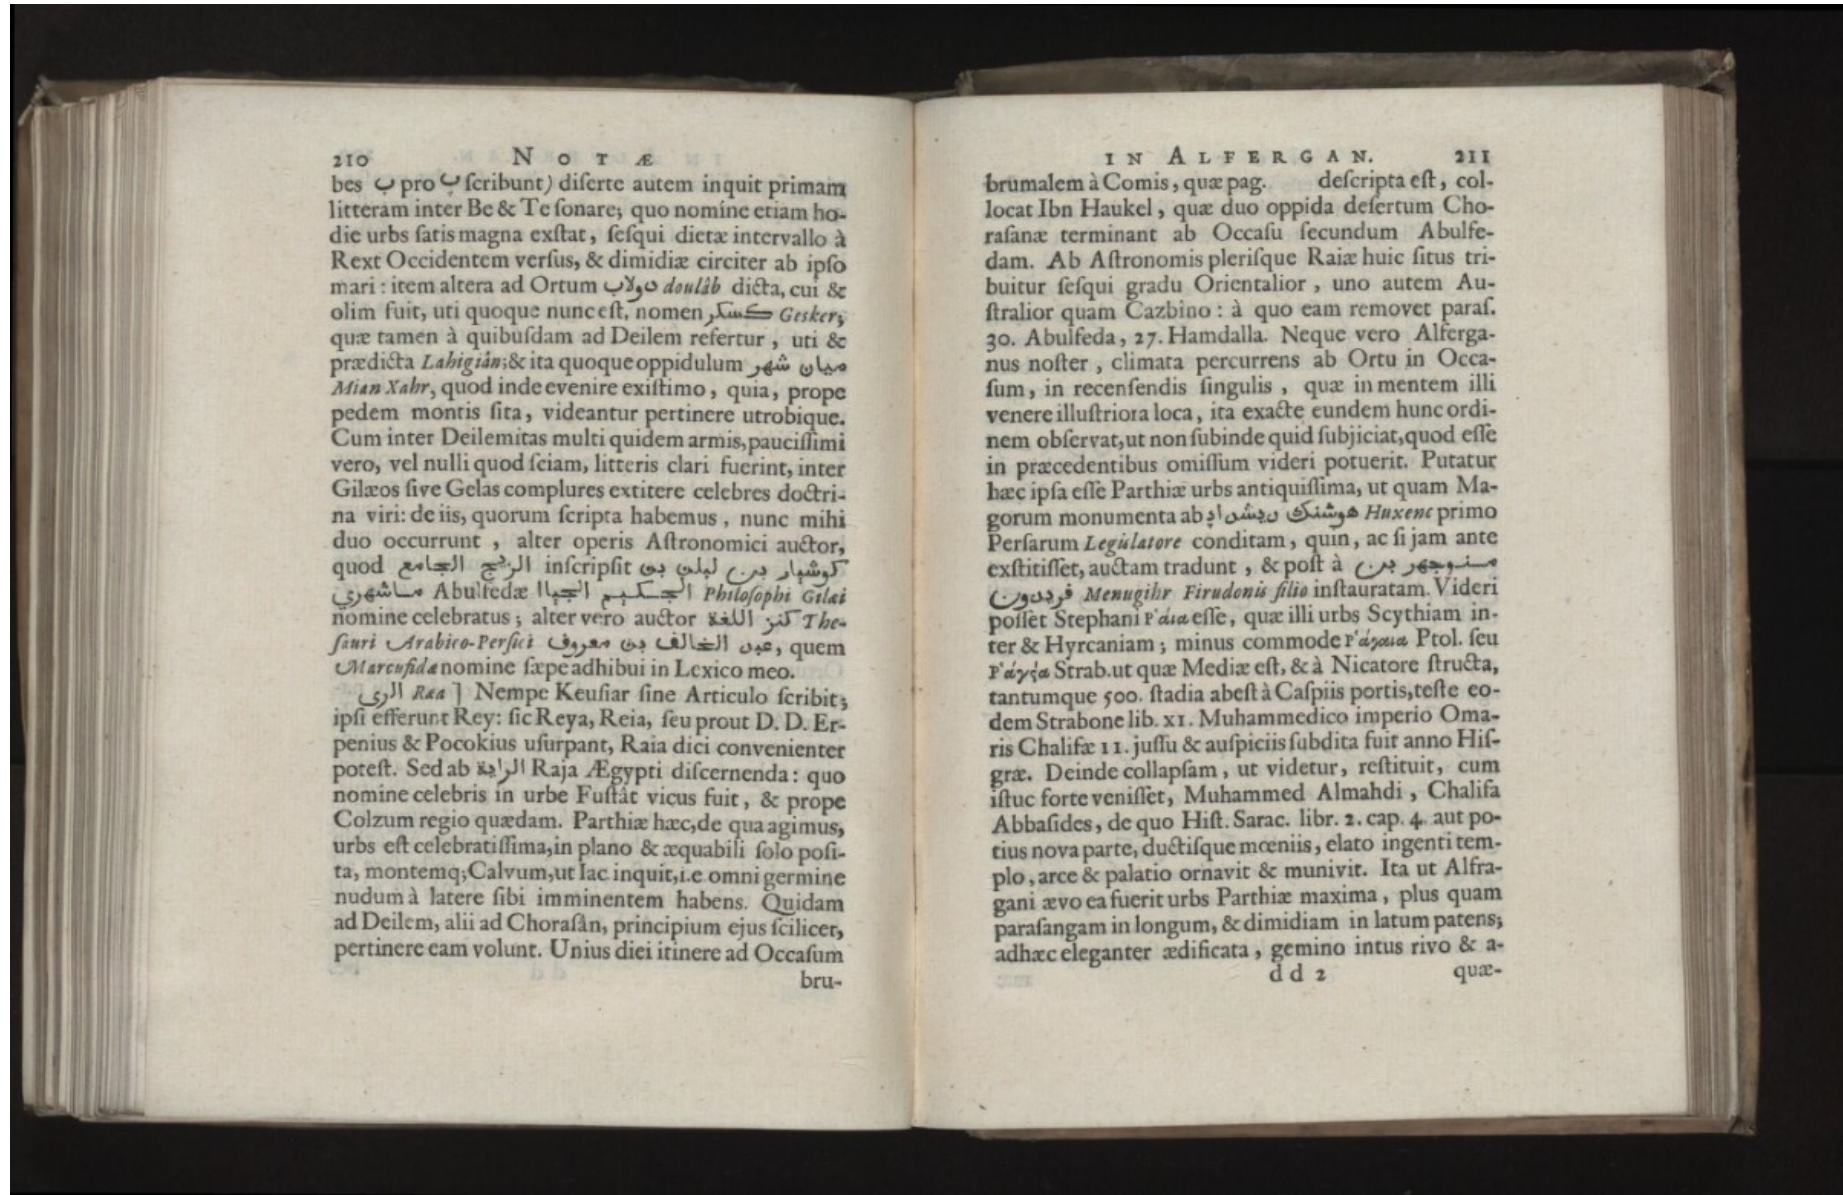 210 NOTÆ
bes ب pro پ ſcribunt) diſerte autem inquit primam
litteram inter Be & Te ſonare; quo nomine etiam ho-
die urbs ſatis magna exſtat, ſeſqui dietæ intervallo à
Rext Occidentem verſus, & dimidiæ circiter ab ipſo
mari: item altera ad Ortum دولاب doulâb dicta, cui &
olim fuit, uti quoque nunc eſt, nomen كسكر Gesker;
quæ tamen à quibuſdam ad Deilem refertur, uti &
prædicta Lahigiân; & ita quoque oppidulum ميان شهر
Mian Xahr, quod inde evenire exiſtimo, quia, prope
pedem montis ſita, videantur pertinere utrobique.
Cum inter Deilemitas multi quidem armis, pauciſſimi
vero, vel nulli quod ſciam, litteris clari fuerint, inter
Gilæos ſive Gelas complures extitere celebres doctri-
na viri: de iis, quorum ſcripta habemus, nunc mihi
duo occurrunt, alter operis Aſtronomici auctor,
quod الزيج الجامع inſcripſit كوشيار بن لبلن بن
Abulfedæ Philoſophi Gilæi
nomine celebratus; alter vero auctor كنز اللغة The-
ſauri Arabico-Perſici عبد الخالف بن معروف, quem
Marcufidæ nomine ſæpe adhibui in Lexico meo.
الرى Raa ] Nempe Keuſiar ſine Articulo ſcribit;
ipſi efferunt Rey: ſic Reya, Reia, ſeu prout D. D. Er-
penius & Pocokius uſurpant, Raia dici convenienter
poteſt. Sed ab الراية Raja Ægypti diſcernenda: quo
nomine celebris in urbe Fuſtât vicus fuit, & prope
Colzum regio quædam. Parthiæ hæc, de qua agimus,
urbs eſt celebratiſſima, in plano & æquabili ſolo poſi-
ta, montemq; Calvum, ut Iac. inquit, i.e omni germine
nudum à latere ſibi imminentem habens. Quidam
ad Deilem, alii ad Choraſân, principium ejus ſcilicet,
pertinere eam volunt. Unius diei itinere ad Occaſum
bru-
IN ALFERGAN. 211
brumalem à Comis, quæ pag. deſcripta eſt, col-
locat Ibn Haukel, quæ duo oppida deſertum Cho-
raſanæ terminant ab Occaſu ſecundum Abulfe-
dam. Ab Aſtronomis pleriſque Raiæ huic ſitus tri-
buitur ſeſqui gradu Orientalior, uno autem Au-
ſtralior quam Cazbino: à quo eam removet paraſ.
30. Abulfeda, 27. Hamdalla. Neque vero Alferga-
nus noſter, climata percurrens ab Ortu in Occa-
ſum, in recenſendis ſingulis, quæ in mentem illi
venere illuſtriora loca, ita exacte eundem hunc ordi-
nem obſervat, ut non ſubinde quid ſubjiciat, quod eſſe
in præcedentibus omiſſum videri potuerit. Putatur
hæc ipſa eſſe Parthiæ urbs antiquiſſima, ut quam Ma-
gorum monumenta ab هوشنك پيشداد Huxenc primo
Perſarum Legislatore conditam, quin, ac ſi jam ante
exſtitiſſet, auctam tradunt, & poſt à منوجهر بن
فريدون Menugihr Firudonis filio inſtauratam. Videri
poſſet Stephani Ῥάια eſſe, quæ illi urbs Scythiam in-
ter & Hyrcaniam; minus commode Ῥάγαια Ptol. ſeu
Strab. ut quæ Mediæ eſt, & à Nicatore ſtructa,
tantumque 500. ſtadia abeſt à Caſpiis portis, teſte eo-
dem Strabone lib. XI. Muhammedico imperio Oma-
ris Chalifæ 11. juſſu & auſpiciis ſubdita fuit anno Hiſ-
græ. Deinde collapſam, ut videtur, reſtituit, cum
iſtuc forte veniſſet, Muhammed Almahdi, Chalifa
Abbaſides, de quo Hiſt. Sarac. libr. 2. cap. 4. aut po-
tius nova parte, ductiſque mœniis, elato ingenti tem-
plo, arce & palatio ornavit & munivit. Ita ut Alfra-
gani ævo ea fuerit urbs Parthiæ maxima, plus quam
paraſangam in longum, & dimidiam in latum patens;
adhæc eleganter ædificata, gemino intus rivo & a-
d d 2 quæ-